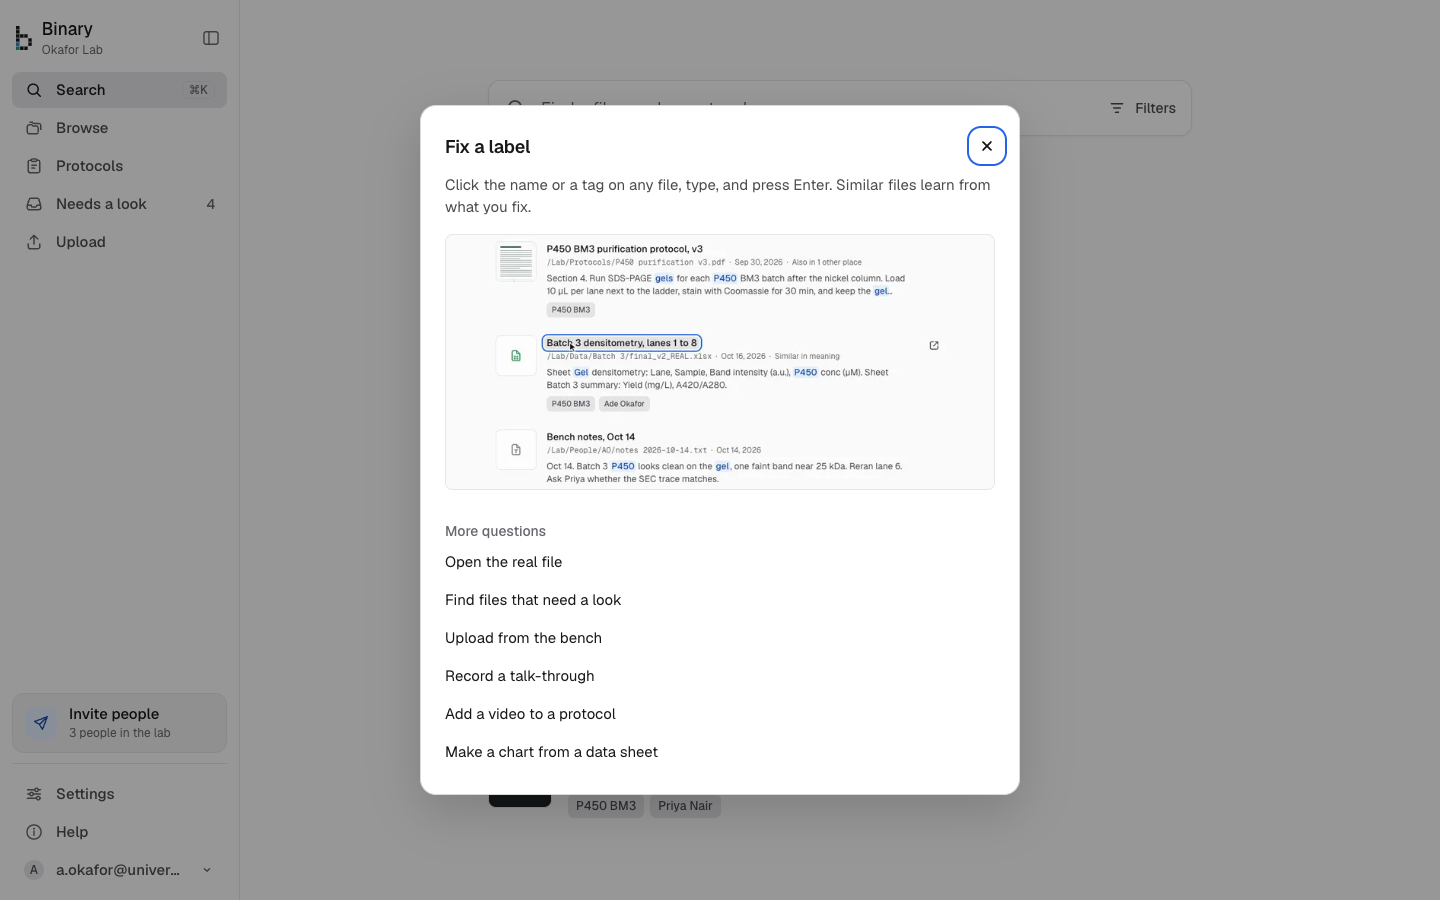 Binary
Okafor Lab
Search ⌘K
Browse
Protocols
Needs a look 4
Upload
Invite people
3 people in the lab
Settings
Help
A a.okafor@univer...
Filters
Fix a label
Click the name or a tag on any file, type, and press Enter. Similar files learn from
what you fix.
P450 BM3 purification protocol, v3
/Lab/Protocols/P450 purification v3.pdf · Sep 30, 2026 · Also in 1 other place
Section 4. Run SDS-PAGE gels for each P450 BM3 batch after the nickel column. Load
10 µL per lane next to the ladder, stain with Coomassie for 30 min, and keep the gel..
P450 BM3
Batch 3 densitometry, lanes 1 to 8
/Lab/Data/Batch 3/final_v2_REAL.xlsx · Oct 16, 2026 · Similar in meaning
Sheet Gel densitometry: Lane, Sample, Band intensity (a.u.), P450 conc (µM). Sheet
Batch 3 summary: Yield (mg/L), A420/A280.
P450 BM3 Ade Okafor
Bench notes, Oct 14
/Lab/People/AO/notes 2026-10-14.txt · Oct 14, 2026
Oct 14. Batch 3 P450 looks clean on the gel, one faint band near 25 kDa. Reran lane 6.
Ask Priya whether the SEC trace matches.
More questions
Open the real file
Find files that need a look
Upload from the bench
Record a talk-through
Add a video to a protocol
Make a chart from a data sheet
P450 BM3 Priya Nair